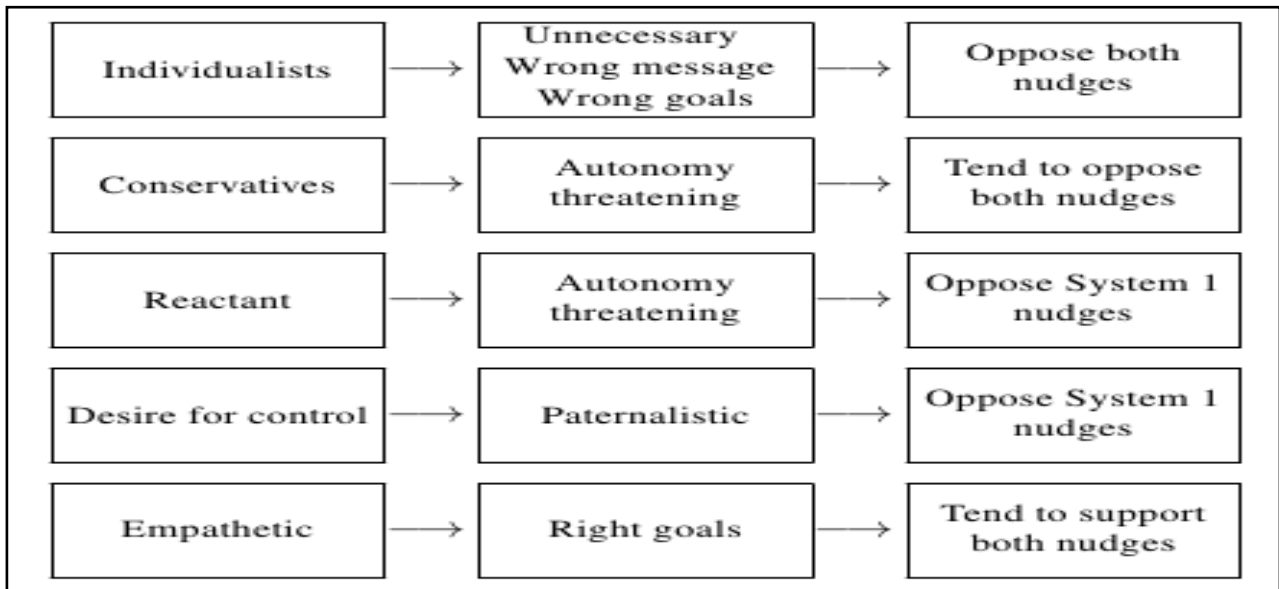 Individualists
Unnecessary
Wrong message
Wrong goals
Oppose both
nudges
Conservatives
Autonomy
threatening
Tend to oppose
both nudges
Reactant
Autonomy
threatening
Oppose System 1
nudges
Desire for control
Paternalistic
Oppose System 1
nudges
Empathetic
Right goals
Tend to support
both nudges